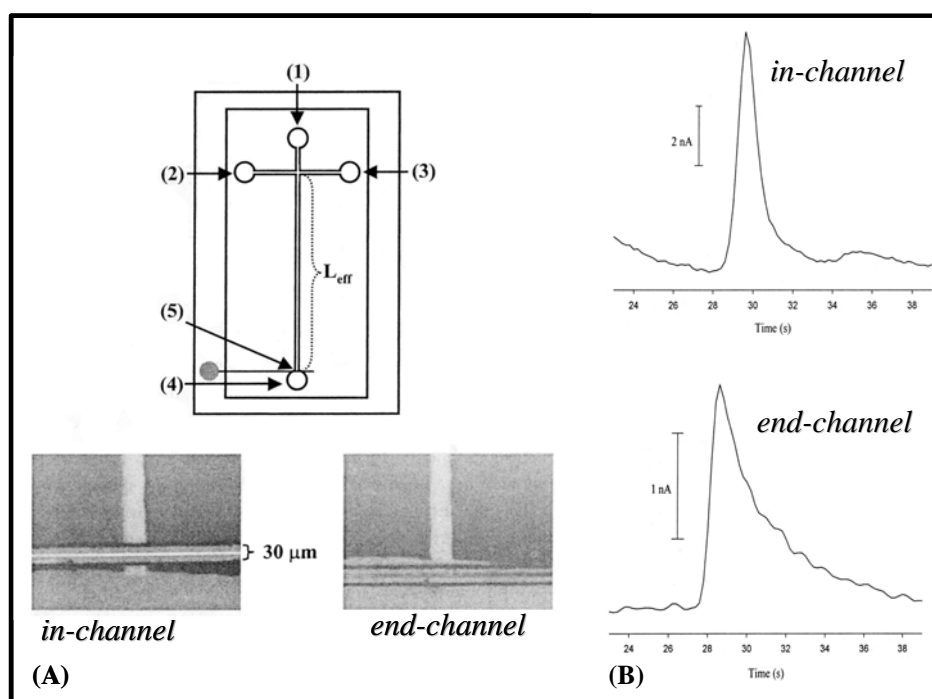 (1)
(2)
(3)
L_eff
(5)
(4)
30 μm
in-channel
end-channel
(A)
in-channel
2 nA
24 26 28 30 32 34 36 38
Time (s)
end-channel
1 nA
24 26 28 30 32 34 36 38
Time (s)
(B)